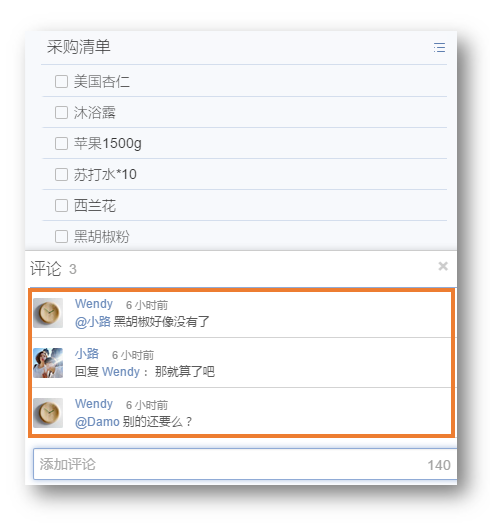 采购清单
美国杏仁
沐浴露
苹果1500g
苏打水*10
西兰花
黑胡椒粉
评论 3
Wendy 6 小时前
@小路 黑胡椒好像没有了
小路 6 小时前
回复 Wendy： 那就算了吧
Wendy 6 小时前
@Damo 别的还要么？
添加评论 140